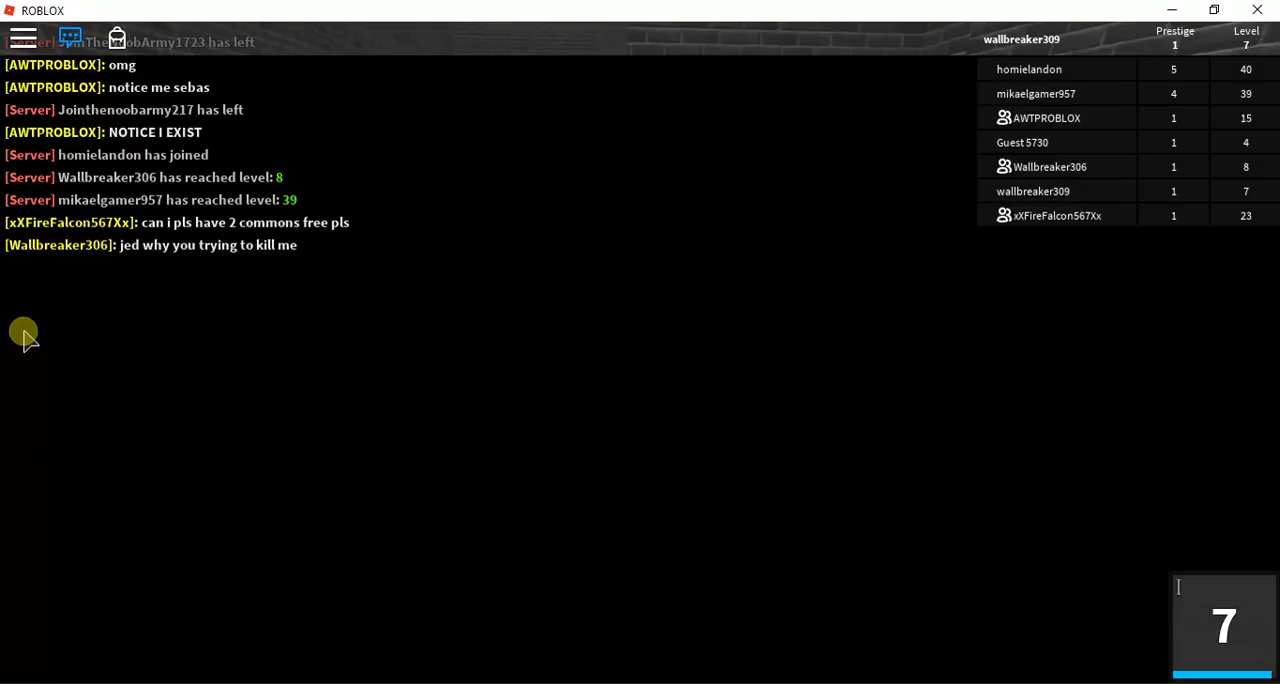 ROBLOX
[Server] JoinTheNoobArmy1723 has left
[AWTPROBLOX]: omg
[AWTPROBLOX]: notice me sebas
[Server] Jointhenoobarmy217 has left
[AWTPROBLOX]: NOTICE I EXIST
[Server] homielandon has joined
[Server] Wallbreaker306 has reached level: 8
[Server] mikaelgamer957 has reached level: 39
[xXFireFalcon567Xx]: can i pls have 2 commons free pls
[Wallbreaker306]: jed why you trying to kill me
wallbreaker309 Prestige 1 Level 7
homielandon 5 40
mikaelgamer957 4 39
AWTPROBLOX 1 15
Guest 5730 1 4
Wallbreaker306 1 8
wallbreaker309 1 7
xXFireFalcon567Xx 1 23
I
7